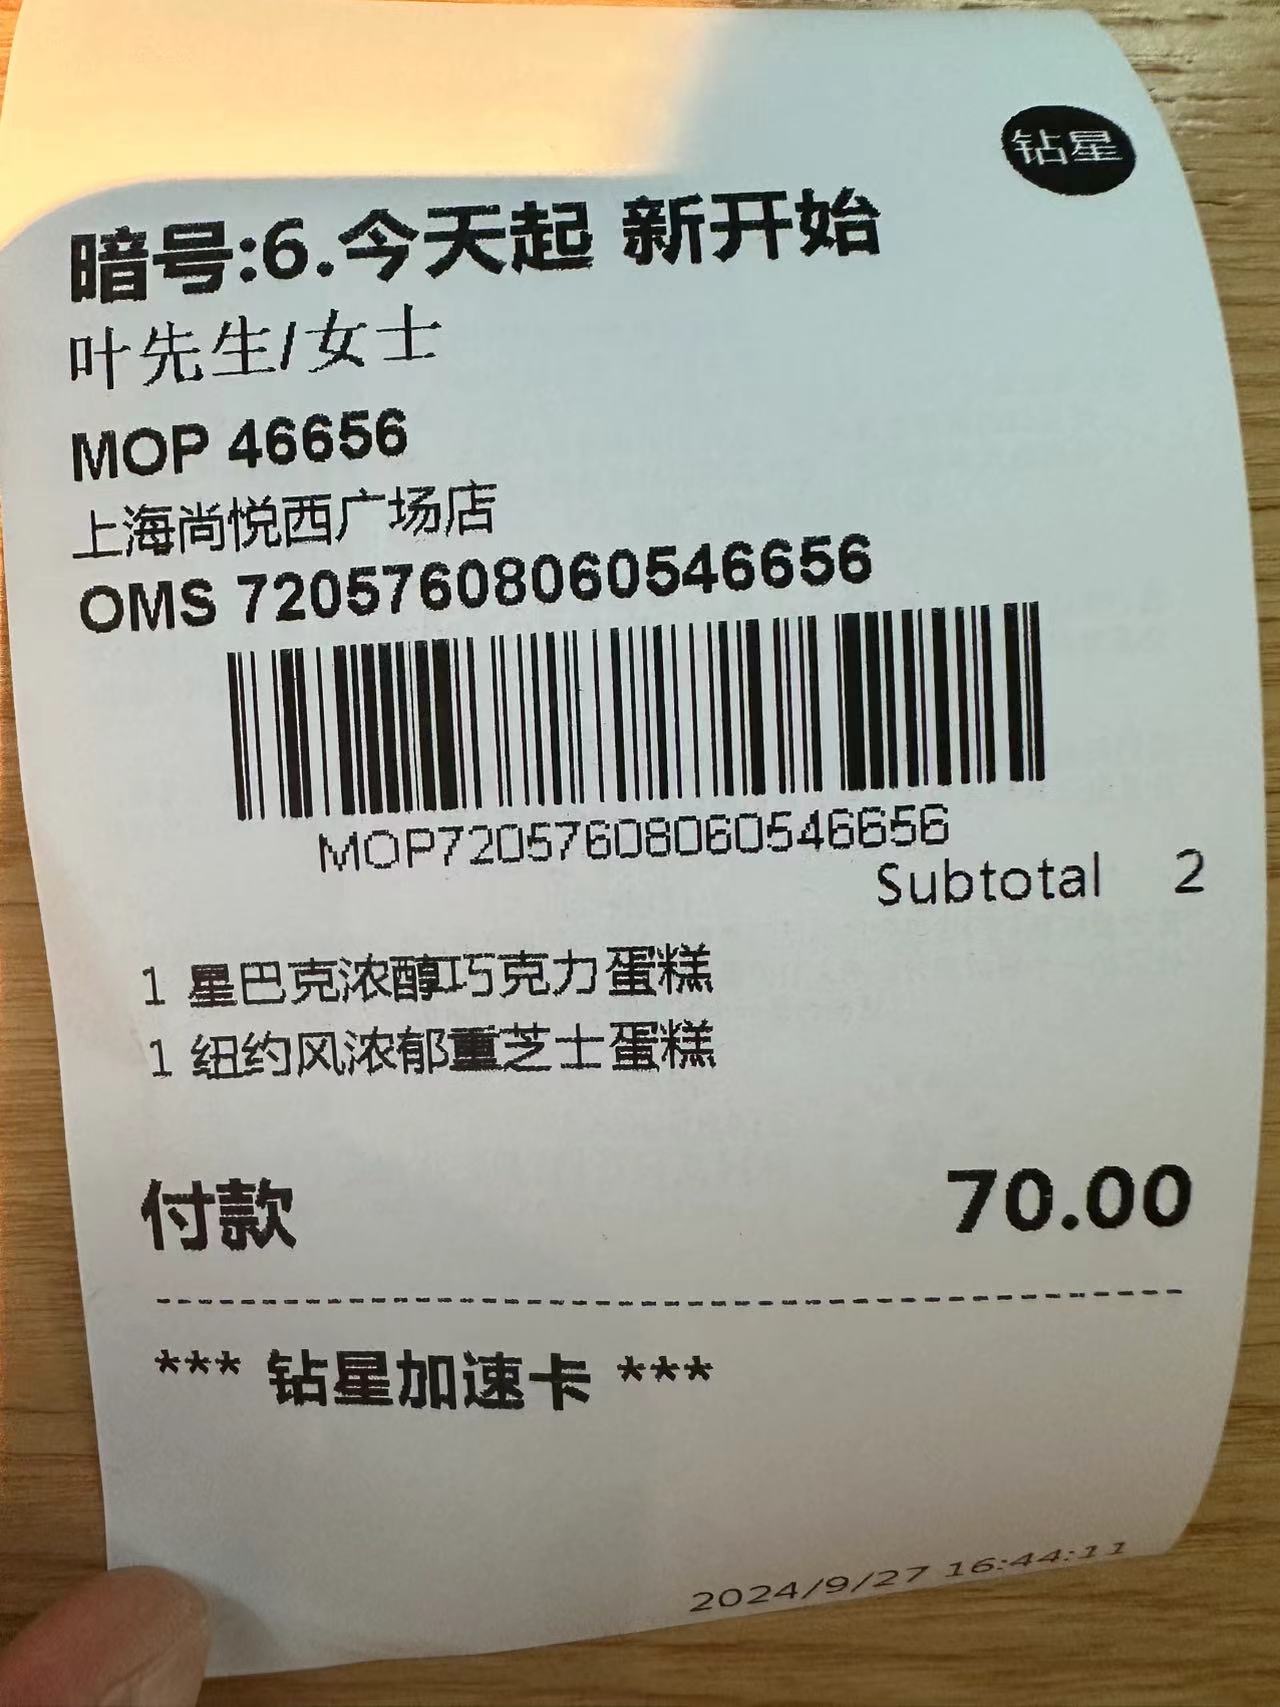 钻星
暗号:6.今天起 新开始
叶先生/女士
MOP 46656
上海尚悦西广场店
OMS 72057608060546656
MOP72057608060546656
Subtotal 2
1 星巴克浓醇巧克力蛋糕
1 纽约风浓郁重芝士蛋糕
付款 70.00
*** 钻星加速卡 ***
2024/9/27 16:44:11